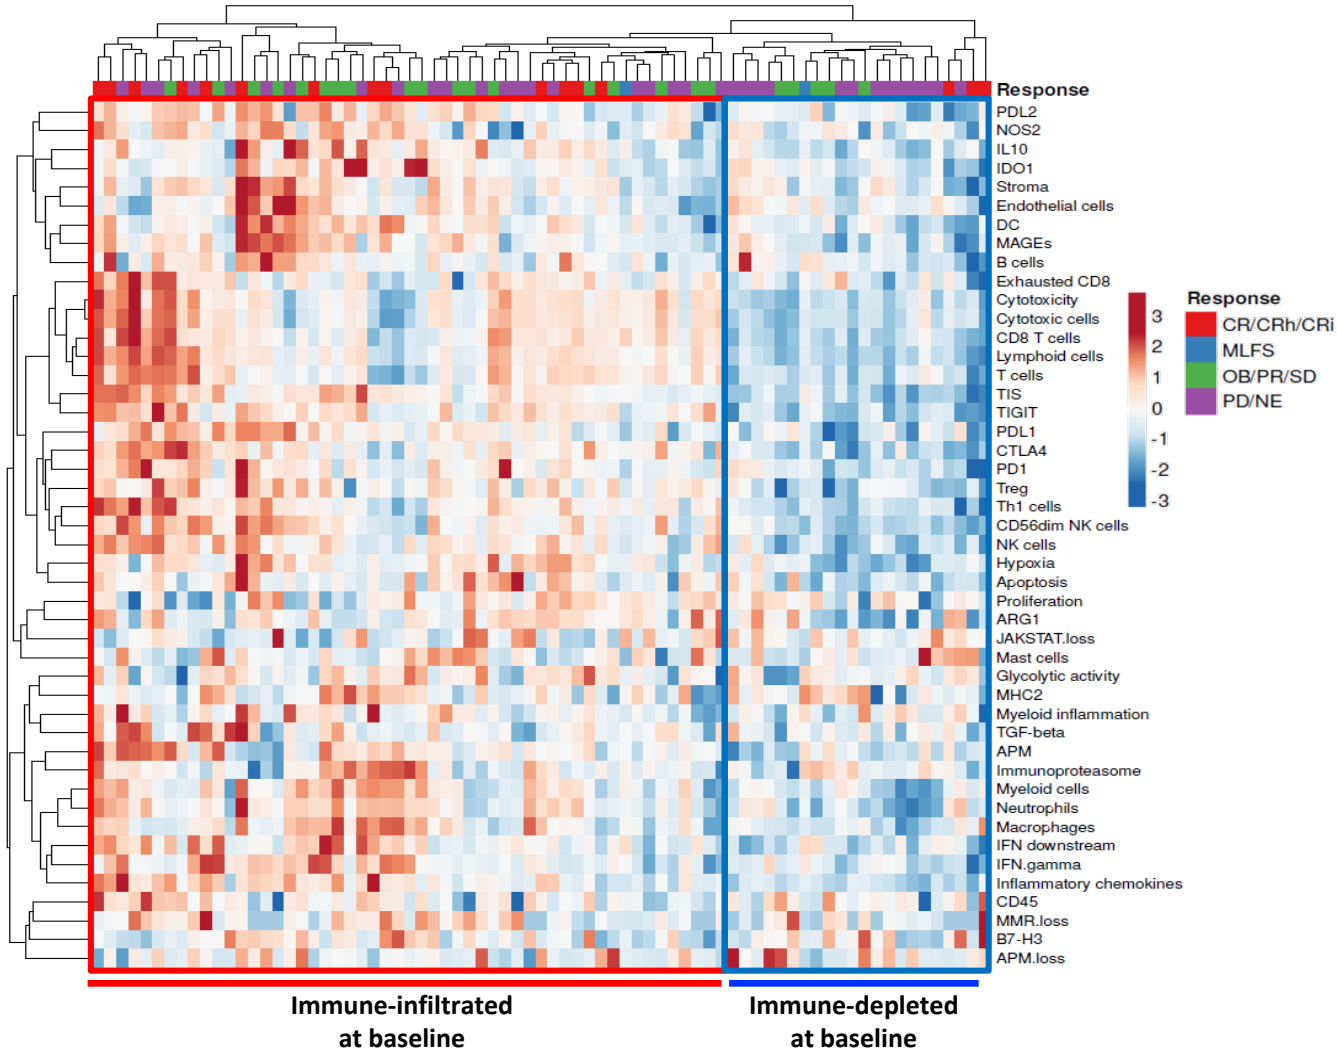 Response
PDL2
NOS2
IL10
IDO1
Stroma
Endothelial cells
DC
MAGEs
B cells
Exhausted CD8
Cytotoxicity
Cytotoxic cells
CD8 T cells
Lymphoid cells
T cells
TIS
TIGIT
PDL1
CTLA4
PD1
Treg
Th1 cells
CD56dim NK cells
NK cells
Hypoxia
Apoptosis
Proliferation
ARG1
JAKSTAT.loss
Mast cells
Glycolytic activity
MHC2
Myeloid inflammation
TGF-beta
APM
Immunoproteasome
Myeloid cells
Neutrophils
Macrophages
IFN downstream
IFN.gamma
Inflammatory chemokines
CD45
MMR.loss
B7-H3
APM.loss
3
2
1
0
-1
-2
-3
Response
CR/CRh/CRi
MLFS
OB/PR/SD
PD/NE
Immune-infiltrated
at baseline
Immune-depleted
at baseline